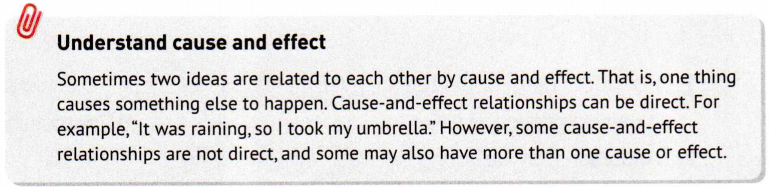 Understand cause and effect
Sometimes two ideas are related to each other by cause and effect. That is, one thing
causes something else to happen. Cause-and-effect relationships can be direct. For
example, “It was raining, so I took my umbrella.” However, some cause-and-effect
relationships are not direct, and some may also have more than one cause or effect.